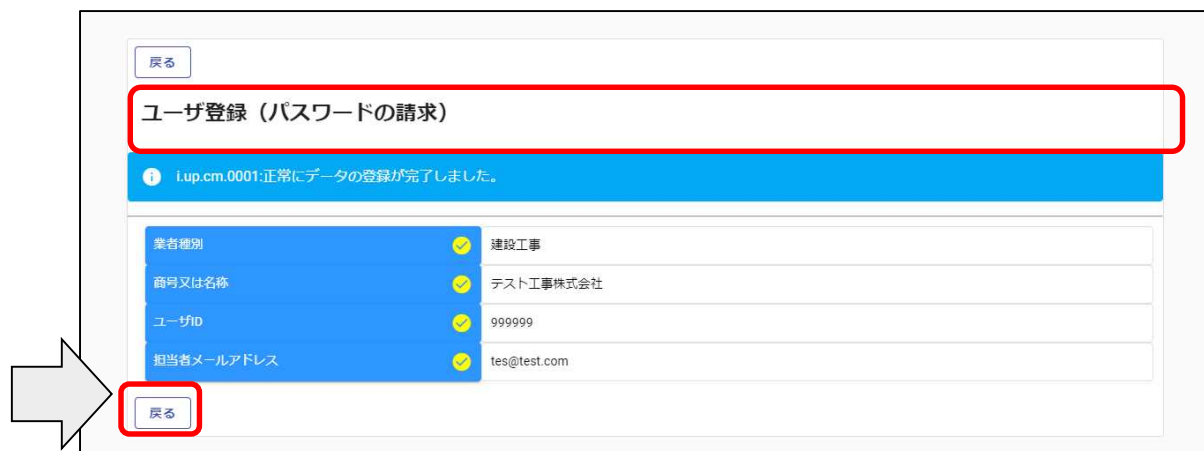 戻る
ユーザ登録（パスワードの請求）
i.up.cm.0001:正常にデータの登録が完了しました。
業者種別 建設工事
商号又は名称 テスト工事株式会社
ユーザID 999999
担当者メールアドレス tes@test.com
戻る